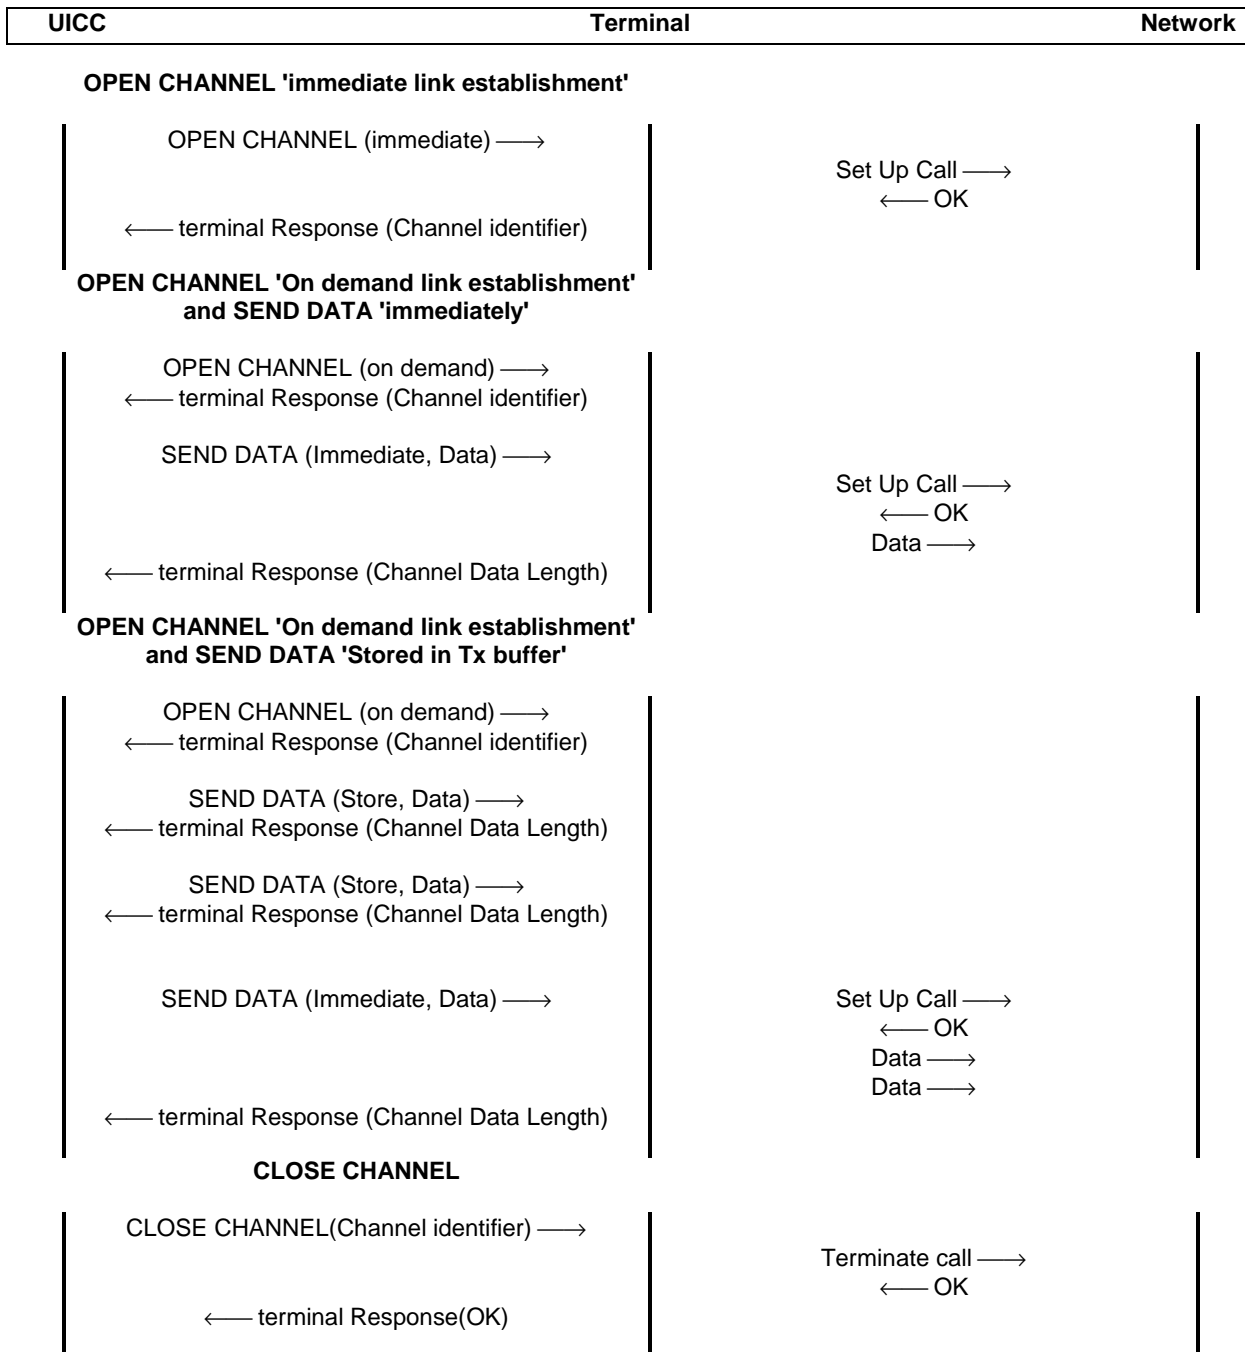 UICC Terminal Network
OPEN CHANNEL 'immediate link establishment'
OPEN CHANNEL (immediate) ⟶
Set Up Call ⟶
⟵ OK
⟵ terminal Response (Channel identifier)
OPEN CHANNEL 'On demand link establishment'
and SEND DATA 'immediately'
OPEN CHANNEL (on demand) ⟶
⟵ terminal Response (Channel identifier)
SEND DATA (Immediate, Data) ⟶
Set Up Call ⟶
⟵ OK
Data ⟶
⟵ terminal Response (Channel Data Length)
OPEN CHANNEL 'On demand link establishment'
and SEND DATA 'Stored in Tx buffer'
OPEN CHANNEL (on demand) ⟶
⟵ terminal Response (Channel identifier)
SEND DATA (Store, Data) ⟶
⟵ terminal Response (Channel Data Length)
SEND DATA (Store, Data) ⟶
⟵ terminal Response (Channel Data Length)
SEND DATA (Immediate, Data) ⟶ Set Up Call ⟶
⟵ OK
Data ⟶
Data ⟶
⟵ terminal Response (Channel Data Length)
CLOSE CHANNEL
CLOSE CHANNEL(Channel identifier) ⟶
Terminate call ⟶
⟵ OK
⟵ terminal Response(OK)